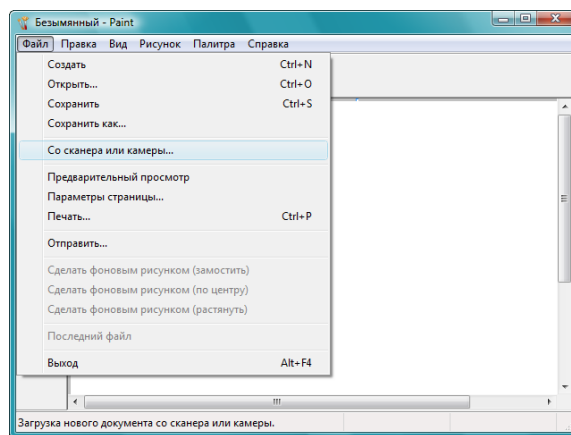 Безымянный - Paint
Файл Правка Вид Рисунок Палитра Справка
Создать Ctrl+N
Открыть... Ctrl+O
Сохранить Ctrl+S
Сохранить как...
Со сканера или камеры...
Предварительный просмотр
Параметры страницы...
Печать... Ctrl+P
Отправить...
Сделать фоновым рисунком (замостить)
Сделать фоновым рисунком (по центру)
Сделать фоновым рисунком (растянуть)
Последний файл
Выход Alt+F4
Загрузка нового документа со сканера или камеры.